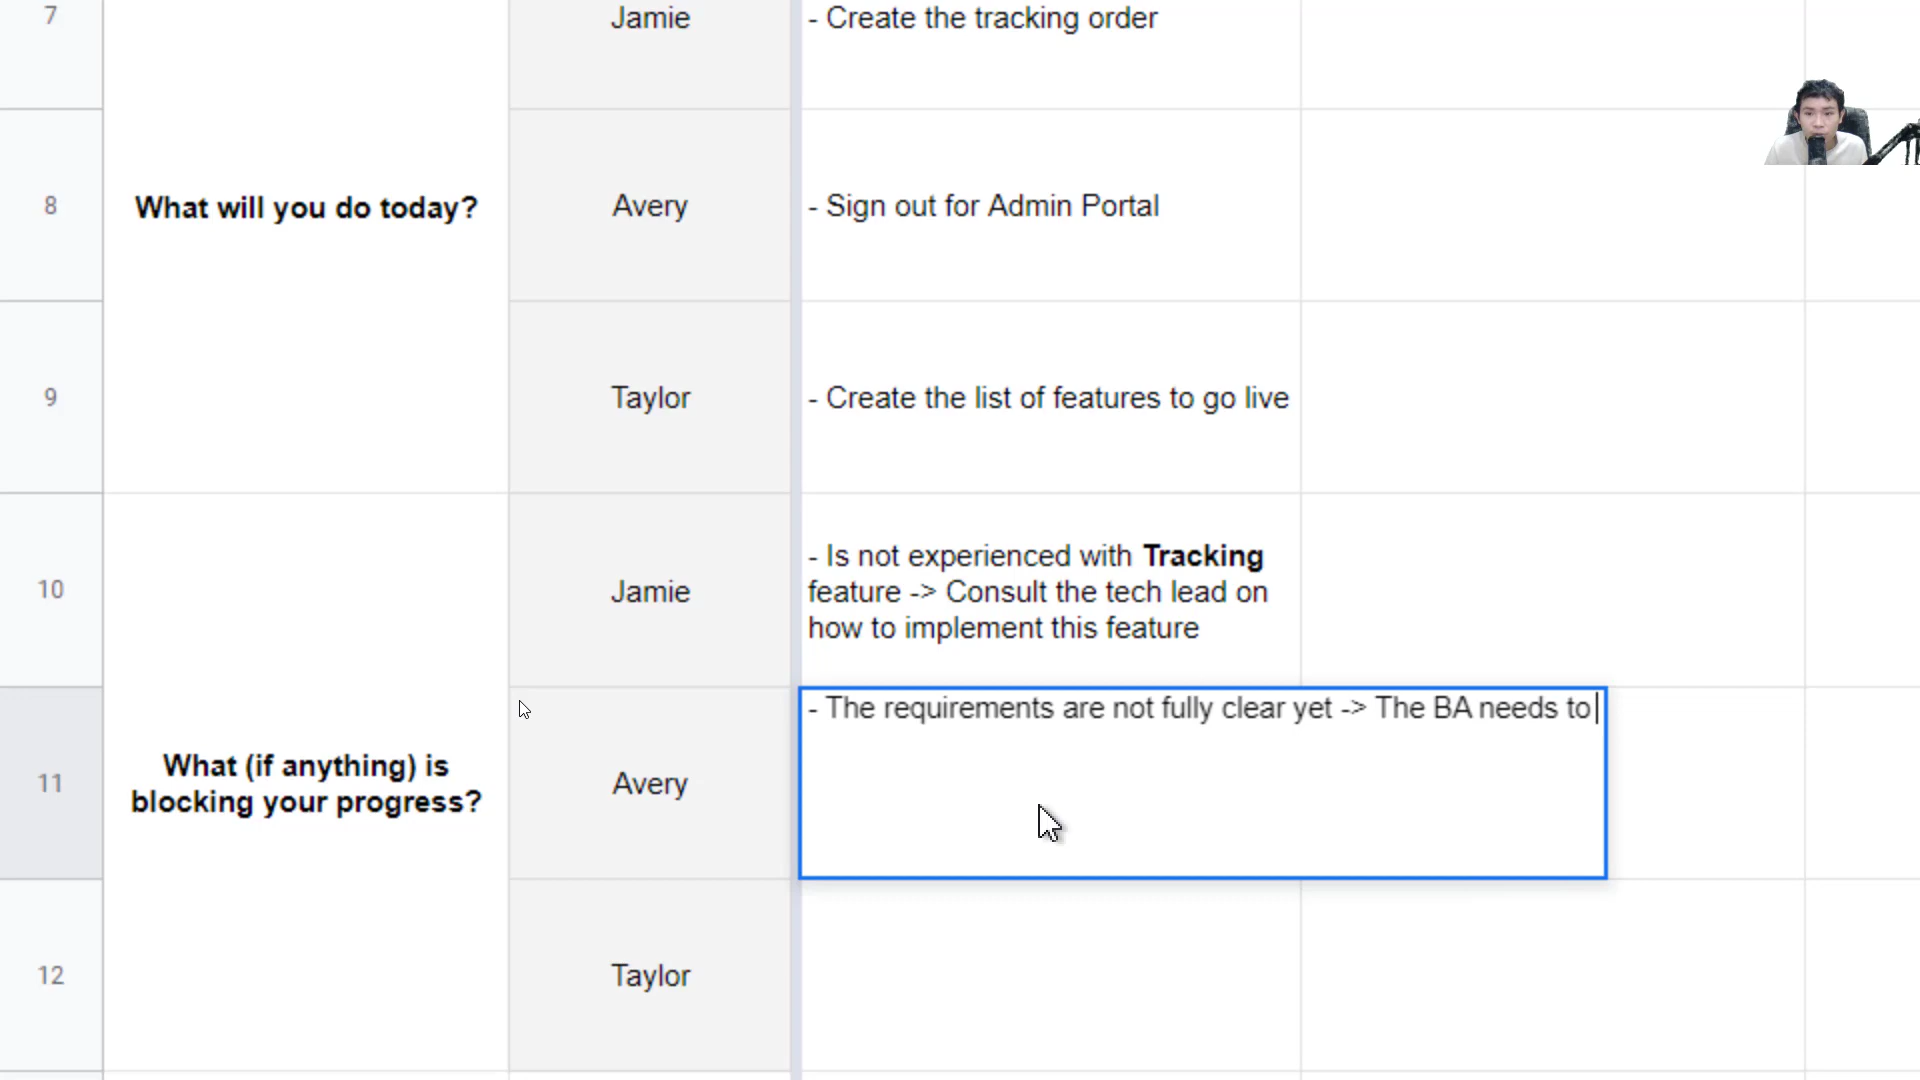 7
Jamie
- Create the tracking order
8
What will you do today?
Avery
- Sign out for Admin Portal
9
Taylor
- Create the list of features to go live
10
Jamie
- Is not experienced with Tracking
feature -> Consult the tech lead on
how to implement this feature
11
What (if anything) is
blocking your progress?
Avery
- The requirements are not fully clear yet -> The BA needs to
12
Taylor